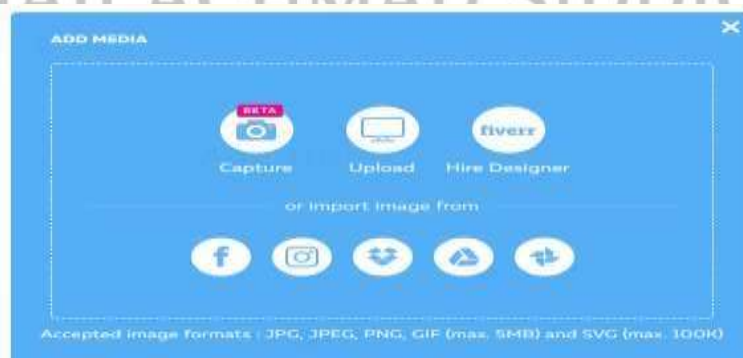 ADD MEDIA
BETA
fiverr
Capture Upload Hire Designer
or import image from
f
Accepted image formats : JPG, JPEG, PNG, GIF (max. 5MB) and SVG (max. 100K)